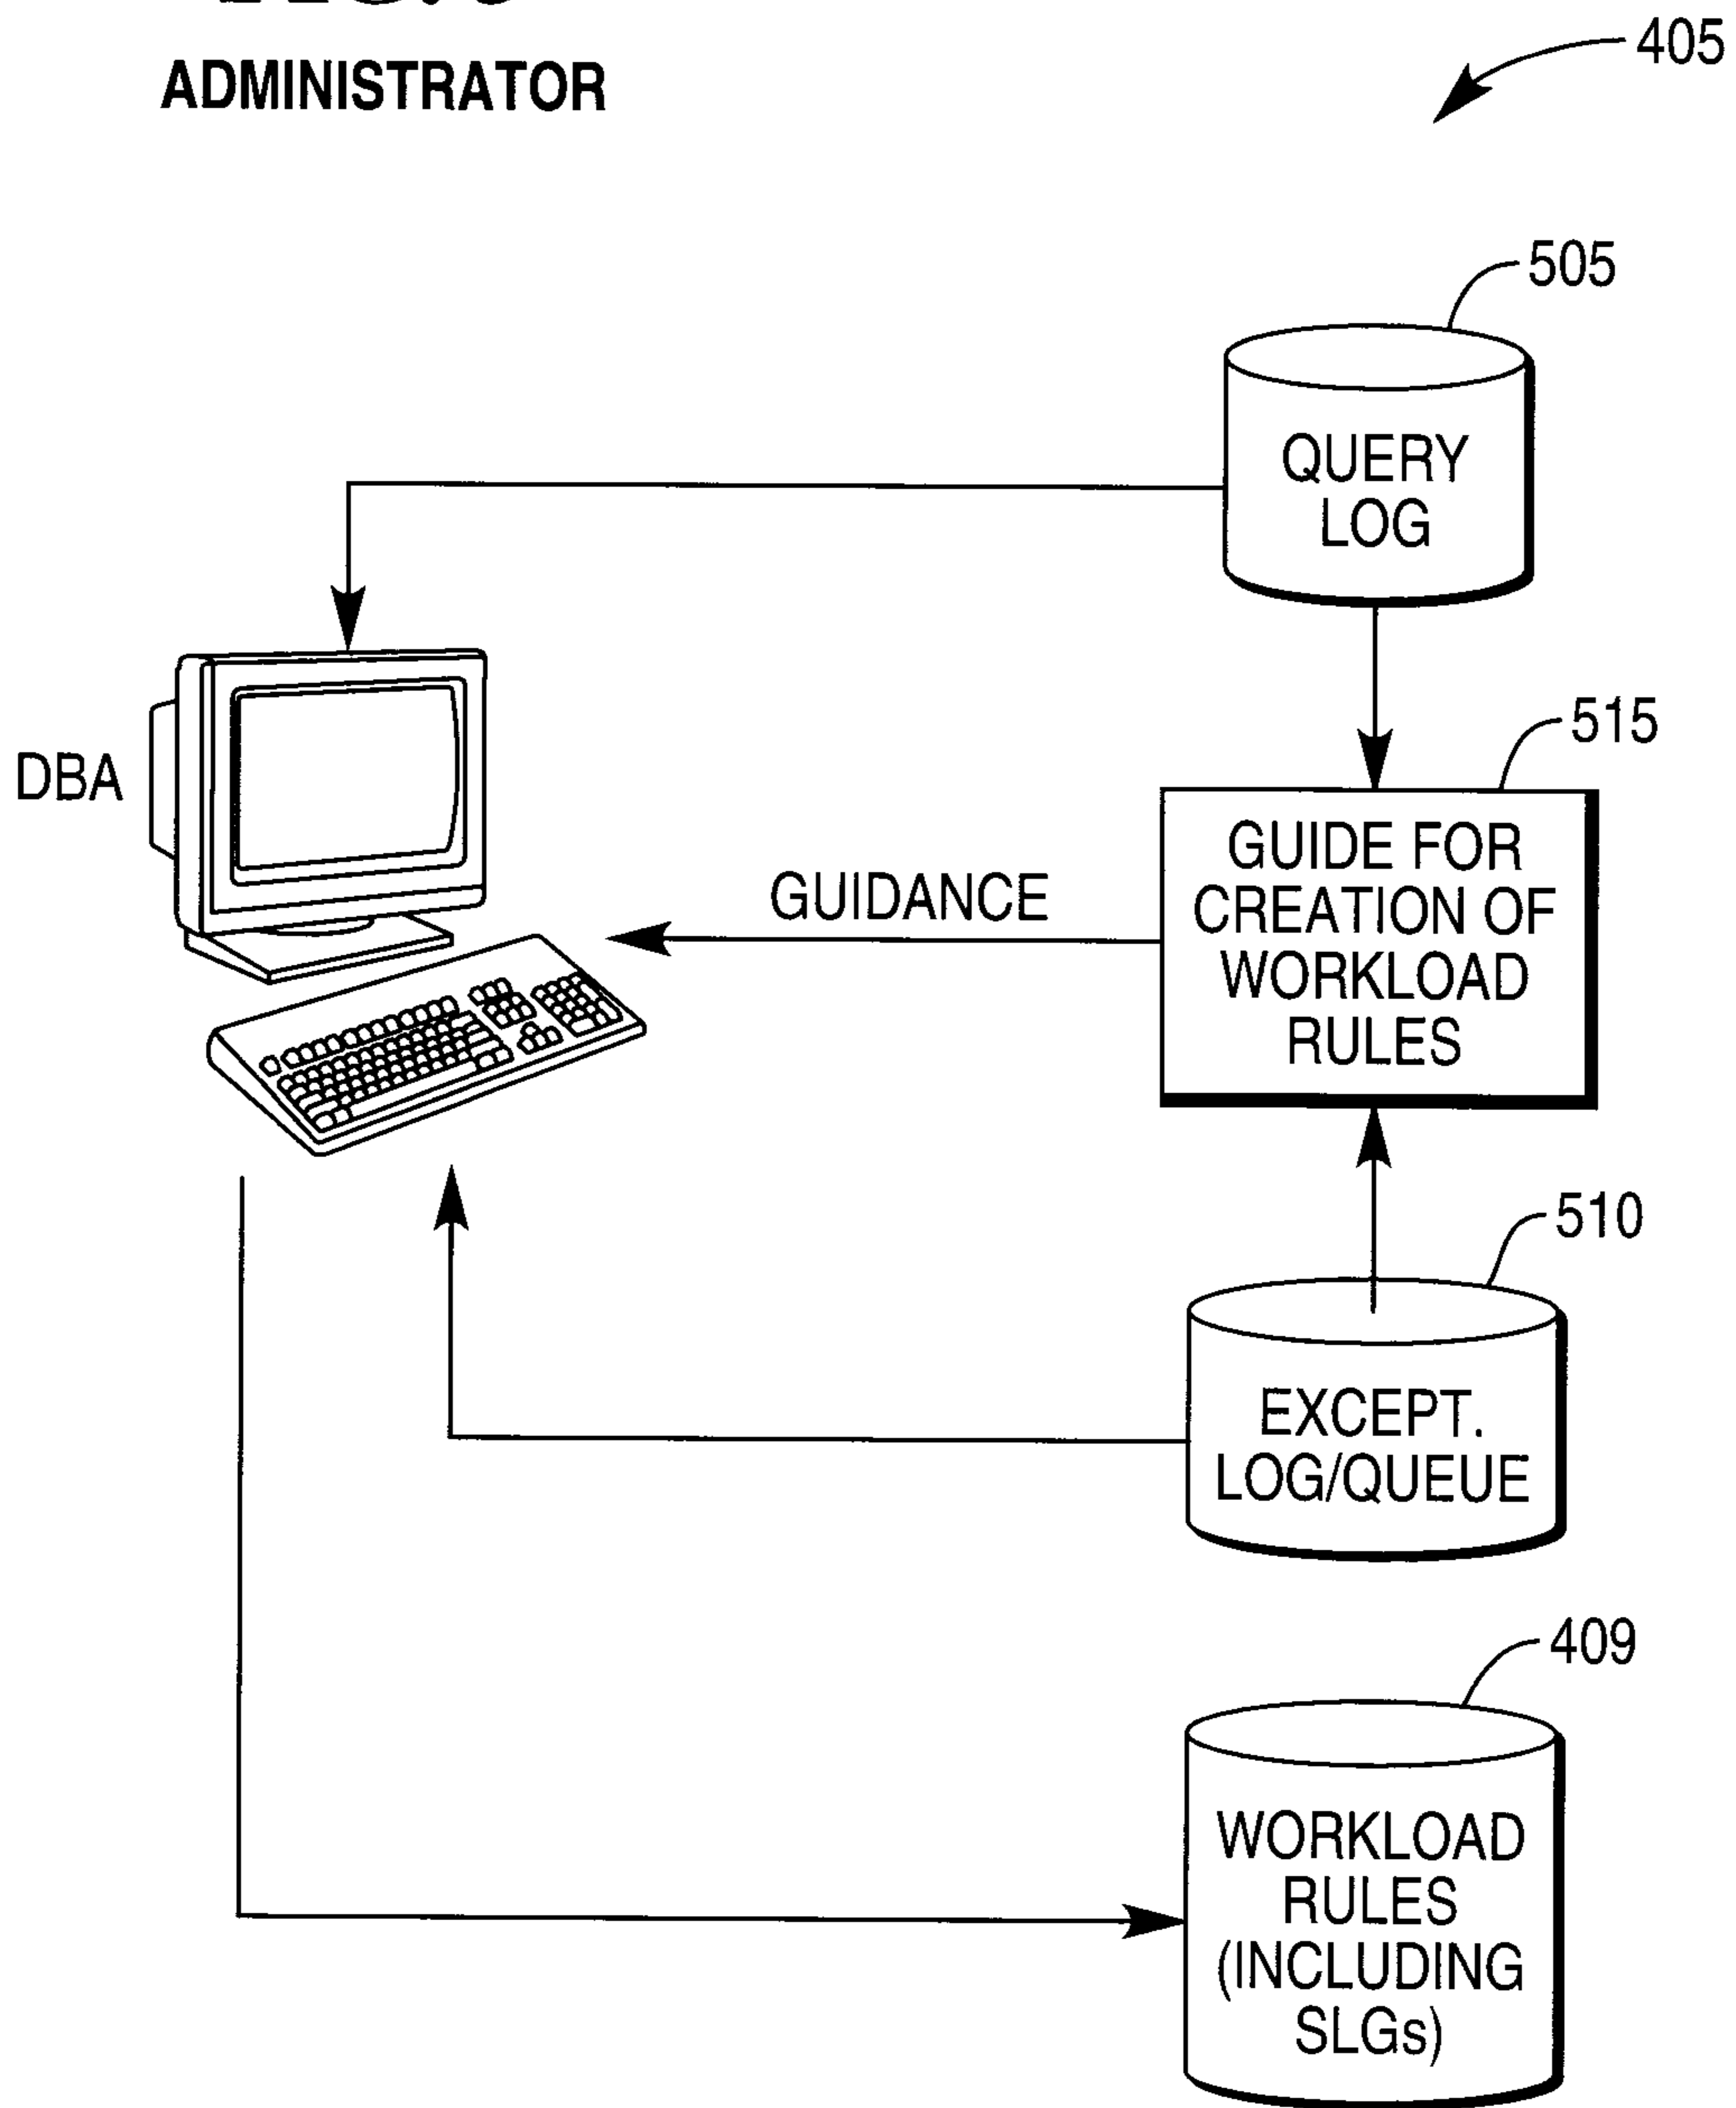 ADMINISTRATOR
405
505
QUERY
LOG
515
DBA
GUIDE FOR
CREATION OF
WORKLOAD
RULES
GUIDANCE
510
EXCEPT.
LOG/QUEUE
409
WORKLOAD
RULES
(INCLUDING
SLGs)